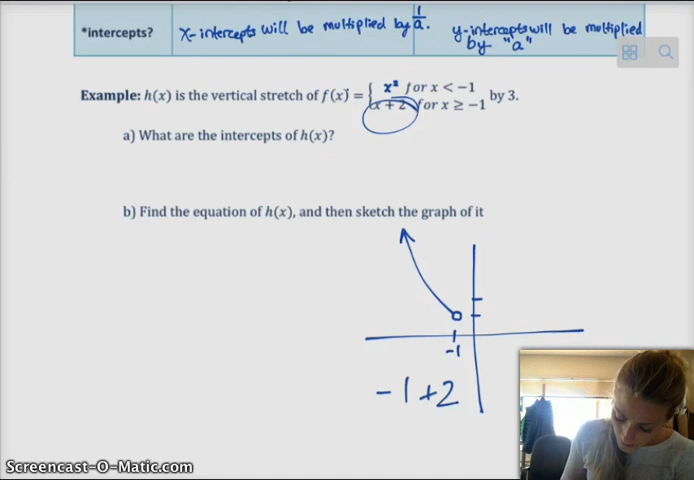 *intercepts?
x-intercepts will be multiplied by 1/a.
y-intercepts will be multiplied
by "a"
Example: h(x) is the vertical stretch of f(x) = { x² for x < −1
x + 2 for x ≥ −1 by 3.
a) What are the intercepts of h(x)?
b) Find the equation of h(x), and then sketch the graph of it
-1
-1+2
Screencast-O-Matic.com